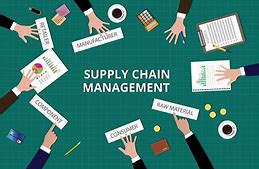 RETAILER
MANUFACTURER
SUPPLY CHAIN
MANAGEMENT
COMPONENT
RAW MATERIAL
CONSUMER